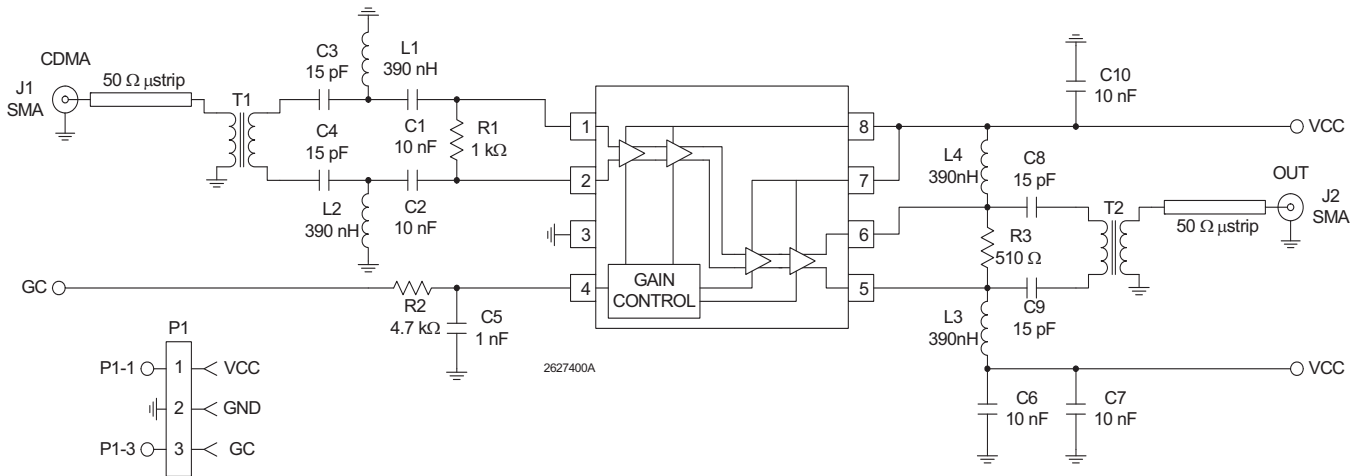 CDMA
J1
SMA
50 Ω µstrip
T1
C3
15 pF
L1
390 nH
C4
15 pF
C1
10 nF
R1
1 kΩ
L2
390 nH
C2
10 nF
1
2
3
4
8
7
6
5
GAIN
CONTROL
C10
10 nF
VCC
L4
390nH
C8
15 pF
OUT
J2
SMA
T2
50 Ω µstrip
R3
510 Ω
C9
15 pF
L3
390nH
GC
R2
4.7 kΩ
C5
1 nF
2627400A
VCC
C6
10 nF
C7
10 nF
P1
P1-1 1 VCC
2 GND
P1-3 3 GC